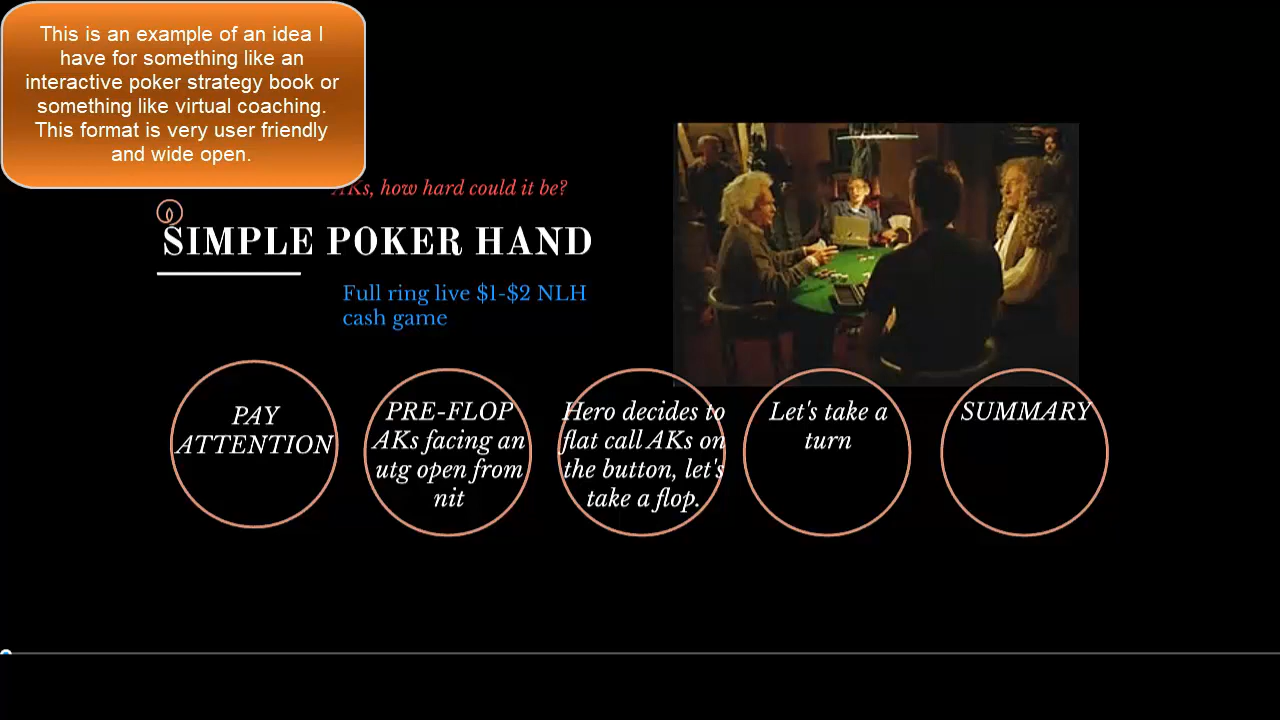 This is an example of an idea I
have for something like an
interactive poker strategy book or
something like virtual coaching.
This format is very user friendly
and wide open.
AKs, how hard could it be?
SIMPLE POKER HAND
Full ring live $1-$2 NLH
cash game
PAY
ATTENTION
PRE-FLOP
AKs facing an
utg open from
nit
Hero decides to
flat call AKs on
the button, let's
take a flop.
Let's take a
turn
SUMMARY